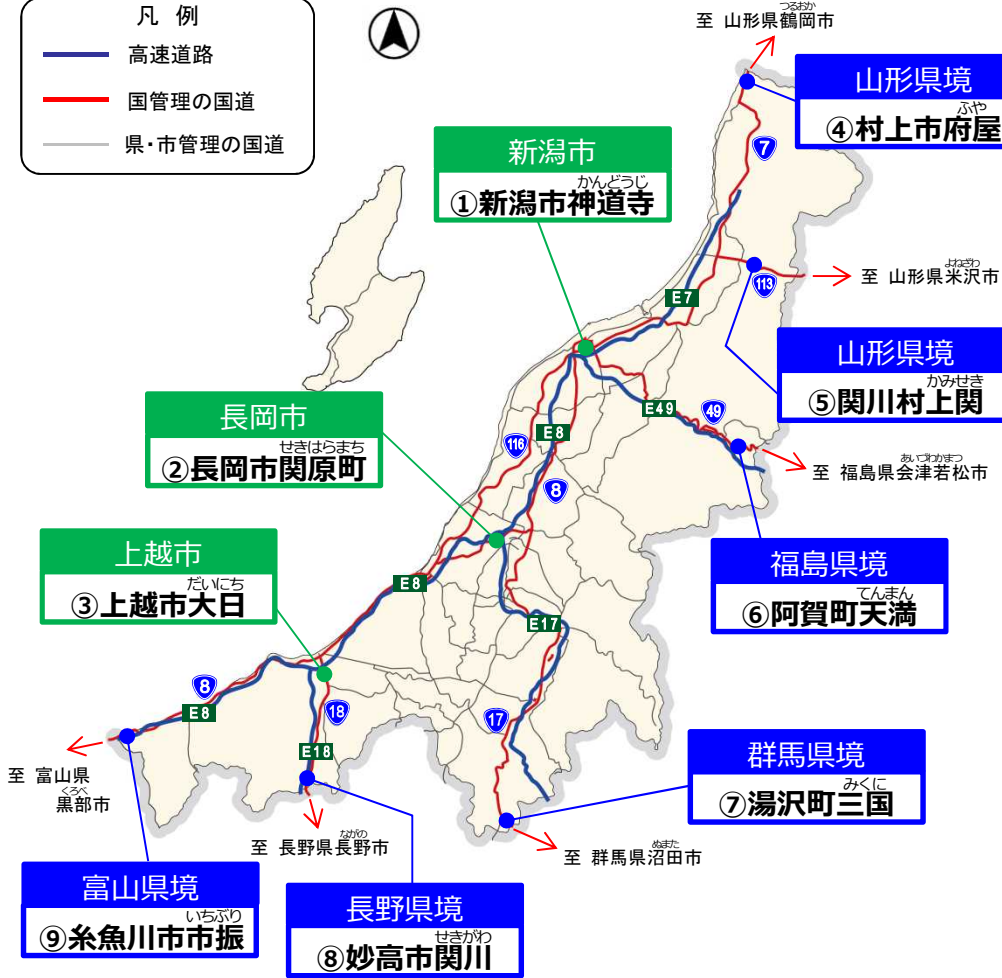 凡 例
高速道路
国管理の国道
県・市管理の国道
つるおか
至 山形県鶴岡市
山形県境
ふや
④村上市府屋
7
新潟市
かんどうじ
①新潟市神道寺
よねざわ
至 山形県米沢市
113
E7
山形県境
かみせき
⑤関川村上関
長岡市
せきはらまち
②長岡市関原町
E49
49
116
E8
8
あいづわかまつ
至 福島県会津若松市
上越市
だいにち
③上越市大日
福島県境
てんまん
⑥阿賀町天満
E8
E17
8
E8
18
17
E18
至 富山県
くろべ
黒部市
群馬県境
みくに
⑦湯沢町三国
ながの
至 長野県長野市
ぬまた
至 群馬県沼田市
富山県境
いちぶり
⑨糸魚川市市振
長野県境
せきがわ
⑧妙高市関川